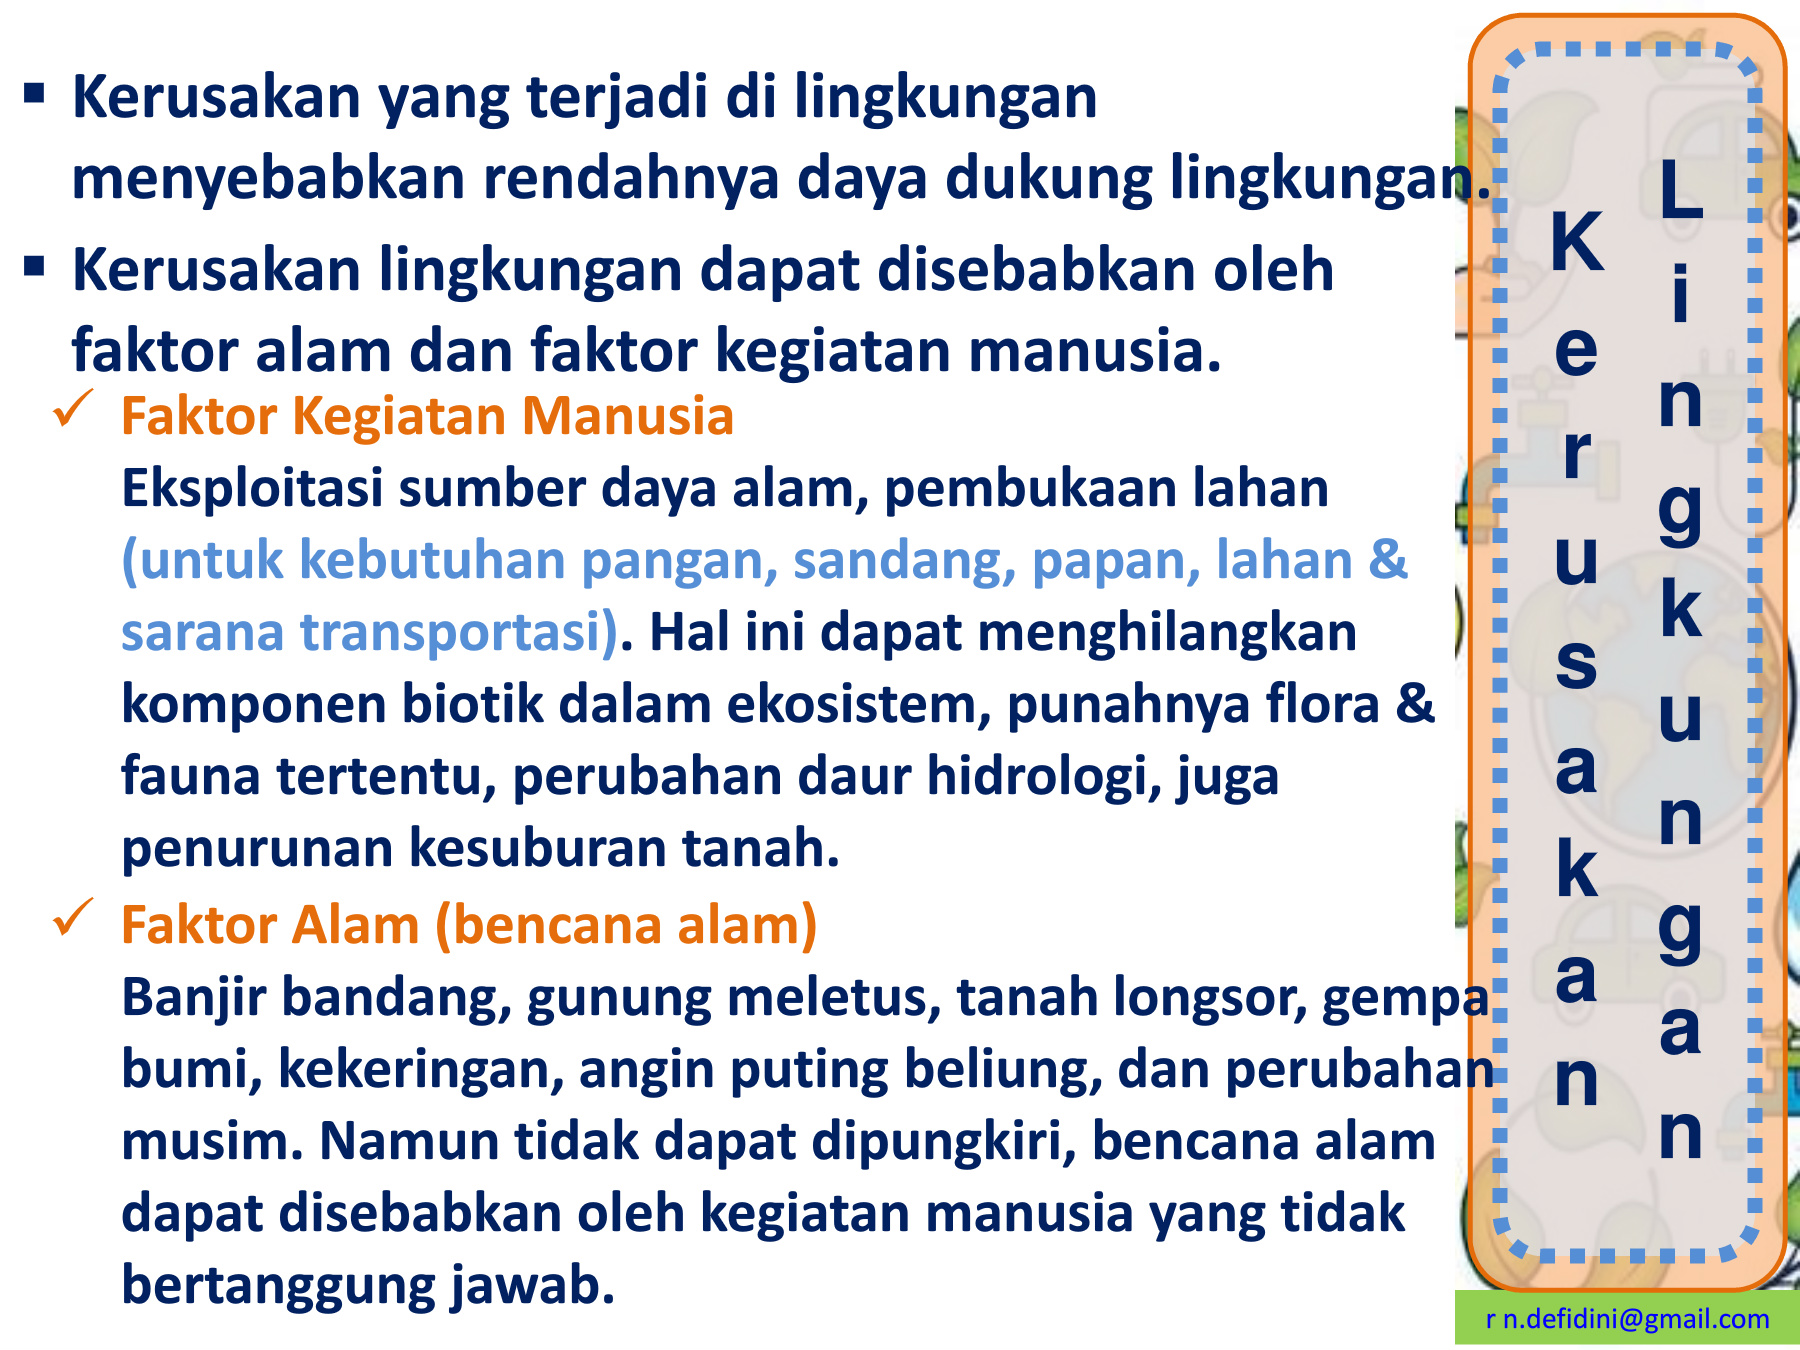 ▪ Kerusakan yang terjadi di lingkungan
menyebabkan rendahnya daya dukung lingkungan.
▪ Kerusakan lingkungan dapat disebabkan oleh
faktor alam dan faktor kegiatan manusia.
✓ Faktor Kegiatan Manusia
Eksploitasi sumber daya alam, pembukaan lahan
(untuk kebutuhan pangan, sandang, papan, lahan &
sarana transportasi). Hal ini dapat menghilangkan
komponen biotik dalam ekosistem, punahnya flora &
fauna tertentu, perubahan daur hidrologi, juga
penurunan kesuburan tanah.
✓ Faktor Alam (bencana alam)
Banjir bandang, gunung meletus, tanah longsor, gempa
bumi, kekeringan, angin puting beliung, dan perubahan
musim. Namun tidak dapat dipungkiri, bencana alam
dapat disebabkan oleh kegiatan manusia yang tidak
bertanggung jawab.
Kerusakan
Lingkungan
r n.defidini@gmail.com